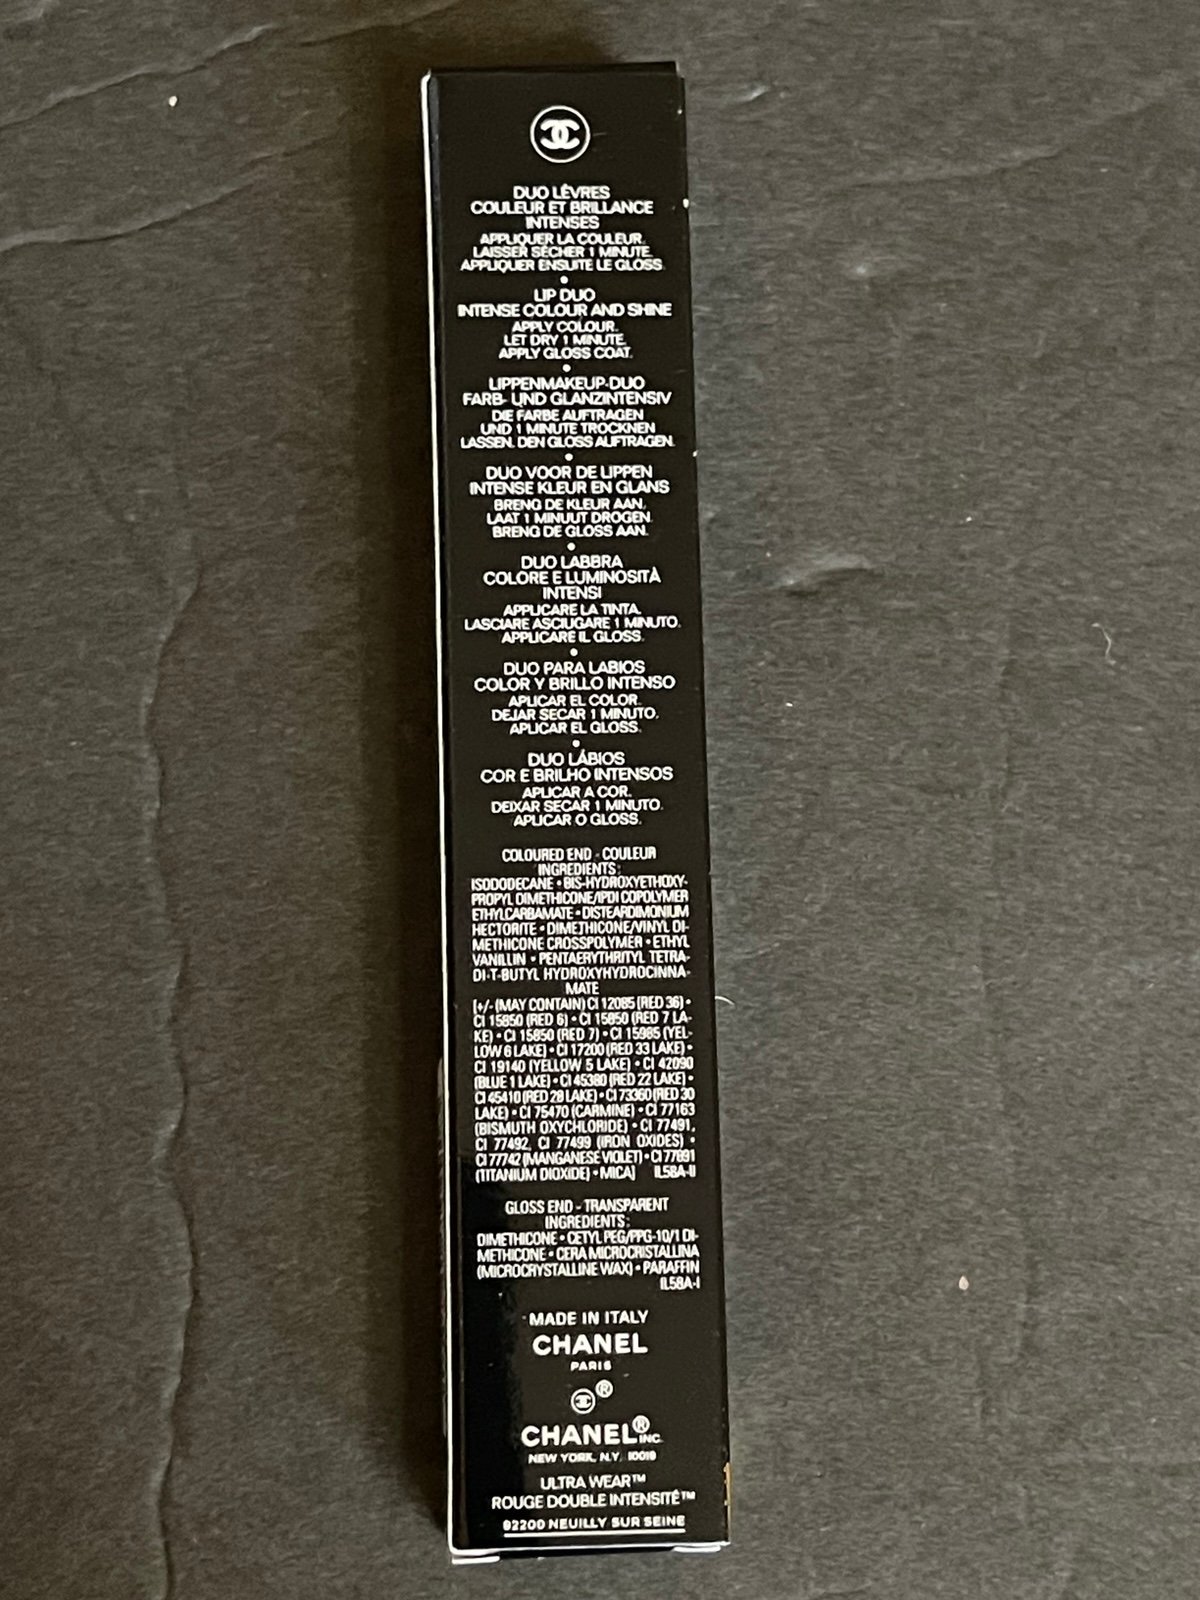 DUO LÈVRES
COULEUR ET BRILLANCE
INTENSES
APPLIQUER LA COULEUR.
LAISSER SÉCHER 1 MINUTE.
APPLIQUER ENSUITE LE GLOSS.
•
LIP DUO
INTENSE COLOUR AND SHINE
APPLY COLOUR.
LET DRY 1 MINUTE.
APPLY GLOSS COAT.
•
LIPPENMAKEUP-DUO
FARB- UND GLANZINTENSIV
DIE FARBE AUFTRAGEN
UND 1 MINUTE TROCKNEN
LASSEN. DEN GLOSS AUFTRAGEN.
•
DUO VOOR DE LIPPEN
INTENSE KLEUR EN GLANS
BRENG DE KLEUR AAN.
LAAT 1 MINUUT DROGEN.
BRENG DE GLOSS AAN.
•
DUO LABBRA
COLORE E LUMINOSITÀ
INTENSI
APPLICARE LA TINTA.
LASCIARE ASCIUGARE 1 MINUTO.
APPLICARE IL GLOSS.
•
DUO PARA LABIOS
COLOR Y BRILLO INTENSO
APLICAR EL COLOR.
DEJAR SECAR 1 MINUTO.
APLICAR EL GLOSS.
•
DUO LÁBIOS
COR E BRILHO INTENSOS
APLICAR A COR.
DEIXAR SECAR 1 MINUTO.
APLICAR O GLOSS.
COLOURED END - COULEUR
INGREDIENTS:
ISODODECANE • BIS-HYDROXYETHOXY-
PROPYL DIMETHICONE/IPDI COPOLYMER
ETHYLCARBAMATE • DISTEARDIMONIUM
HECTORITE • DIMETHICONE/VINYL DI-
METHICONE CROSSPOLYMER • ETHYL
VANILLIN • PENTAERYTHRITYL TETRA-
DI-T-BUTYL HYDROXYHYDROCINNA-
MATE
[+/- (MAY CONTAIN) CI 12085 (RED 36) •
CI 15850 (RED 6) • CI 15850 (RED 7 LA-
KE) • CI 15850 (RED 7) • CI 15985 (YEL-
LOW 6 LAKE) • CI 17200 (RED 33 LAKE) •
CI 19140 (YELLOW 5 LAKE) • CI 42090
(BLUE 1 LAKE) • CI 45380 (RED 22 LAKE) •
CI 45410 (RED 28 LAKE) • CI 73360 (RED 30
LAKE) • CI 75470 (CARMINE) • CI 77163
(BISMUTH OXYCHLORIDE) • CI 77491,
CI 77492, CI 77499 (IRON OXIDES) •
CI 77742 (MANGANESE VIOLET) • CI 77891
(TITANIUM DIOXIDE) • MICA] IL58A-II
GLOSS END - TRANSPARENT
INGREDIENTS:
DIMETHICONE • CETYL PEG/PPG-10/1 DI-
METHICONE • CERA MICROCRISTALLINA
(MICROCRYSTALLINE WAX) • PARAFFIN
IL58A-I
MADE IN ITALY
CHANEL
PARIS
®
CHANEL® INC.
NEW YORK, N.Y. 10019
ULTRA WEAR™
ROUGE DOUBLE INTENSITÉ™
92200 NEUILLY SUR SEINE